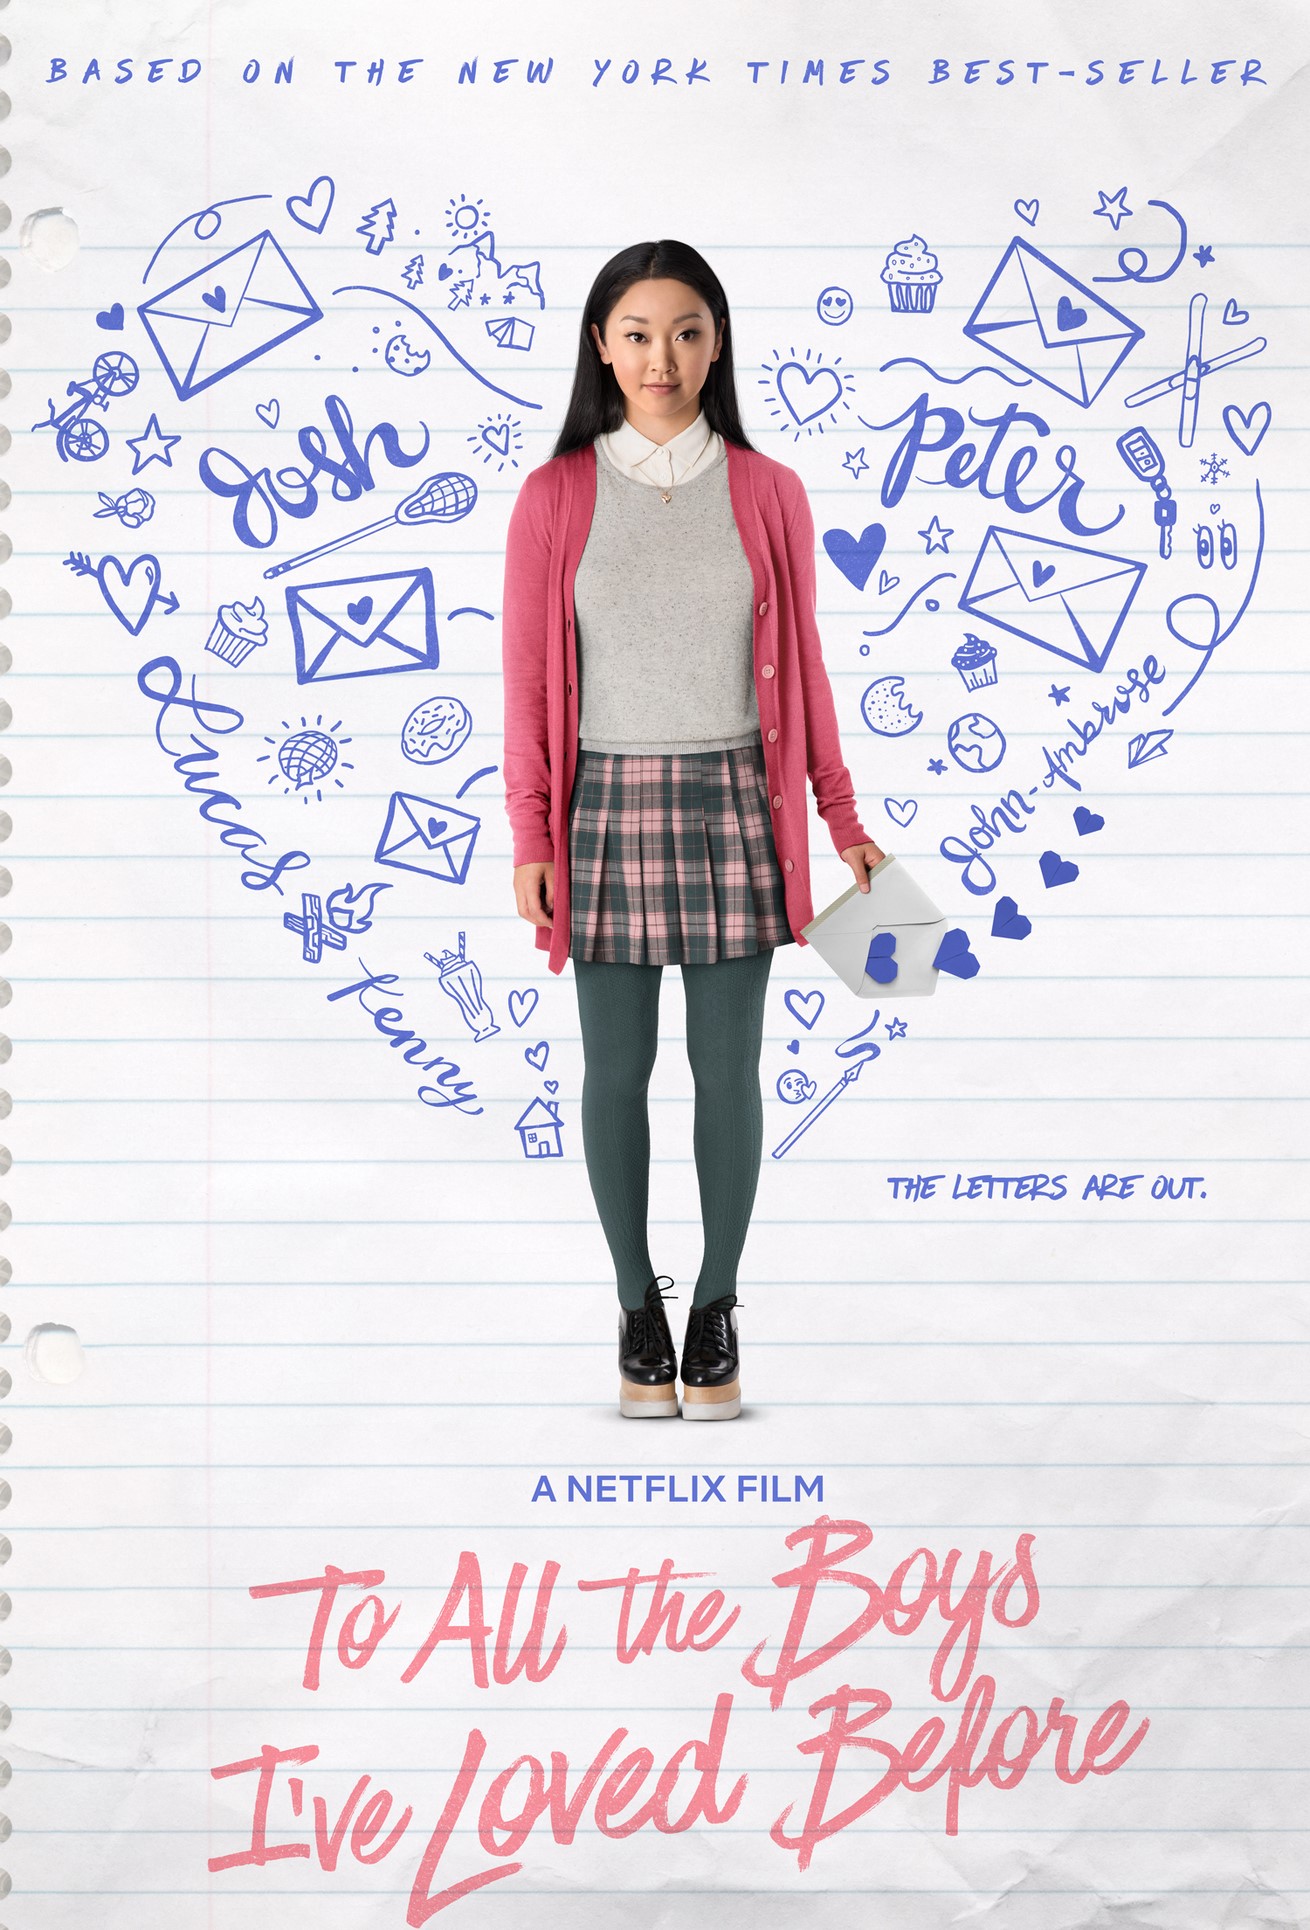 BASED ON THE NEW YORK TIMES BEST-SELLER
Josh
Peter
Lucas
John-Ambrose
Kenny
THE LETTERS ARE OUT.
A NETFLIX FILM
To All the Boys
I've Loved Before